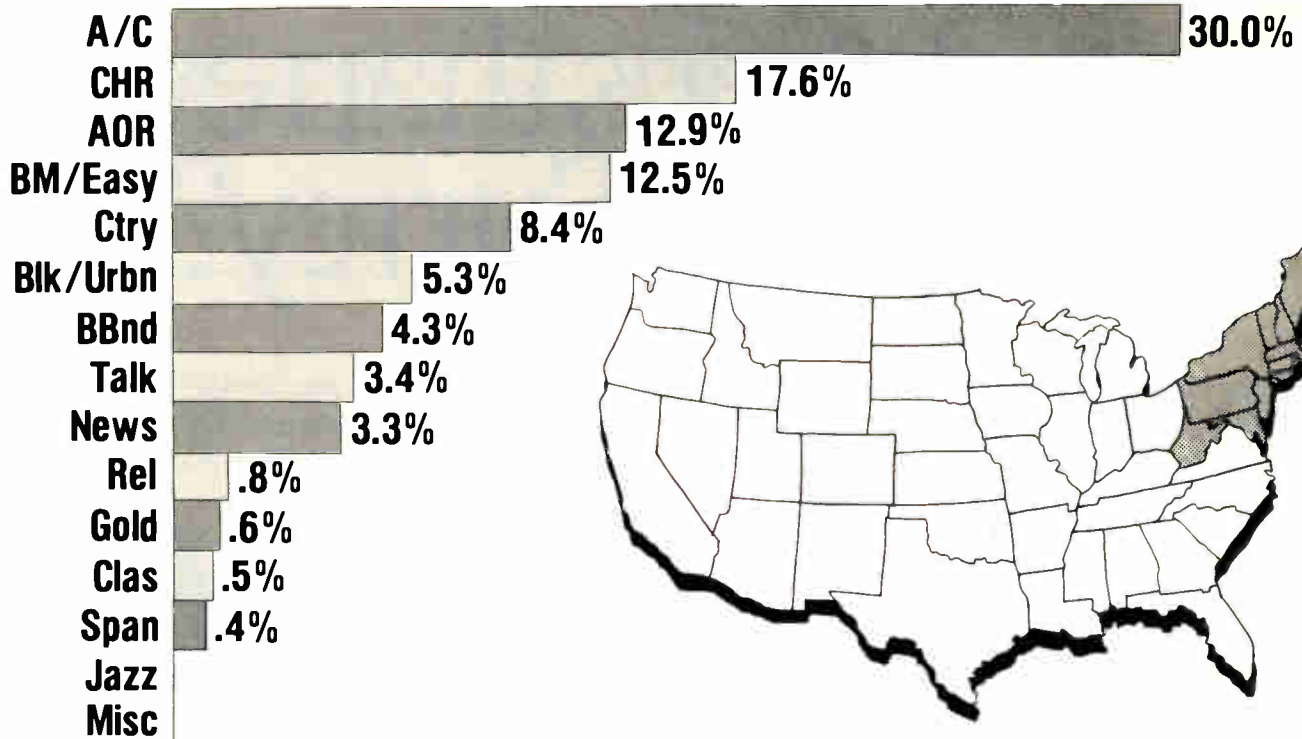 A/C 30.0%
CHR 17.6%
AOR 12.9%
BM/Easy 12.5%
Ctry 8.4%
Blk/Urbn 5.3%
BBnd 4.3%
Talk 3.4%
News 3.3%
Rel .8%
Gold .6%
Clas .5%
Span .4%
Jazz
Misc